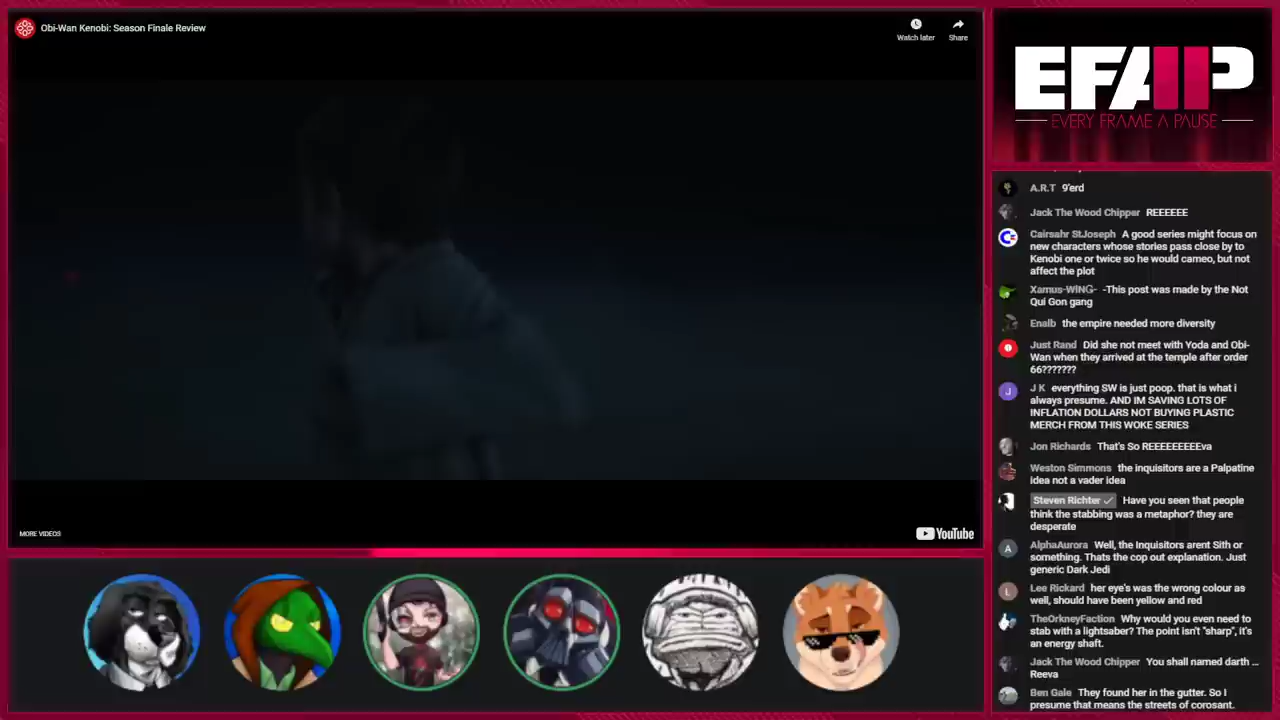 Obi-Wan Kenobi: Season Finale Review
Watch later
Share
MORE VIDEOS
YouTube
EFAP
EVERY FRAME A PAUSE
A.R.T 9'erd
Jack The Wood Chipper REEEEEE
Cairsahr StJoseph A good series might focus on
new characters whose stories pass close by to
Kenobi one or twice so he would cameo, but not
affect the plot
Xamus-WING- -This post was made by the Not
Qui Gon gang
Enalb the empire needed more diversity
Just Rand Did she not meet with Yoda and Obi-
Wan when they arrived at the temple after order
66???????
J K everything SW is just poop. that is what i
always presume. AND IM SAVING LOTS OF
INFLATION DOLLARS NOT BUYING PLASTIC
MERCH FROM THIS WOKE SERIES
Jon Richards That's So REEEEEEEEEva
Weston Simmons the inquisitors are a Palpatine
idea not a vader idea
Steven Richter Have you seen that people
think the stabbing was a metaphor? they are
desperate
AlphaAurora Well, the Inquisitors arent Sith or
something. Thats the cop out explanation. Just
generic Dark Jedi
Lee Rickard her eye's was the wrong colour as
well, should have been yellow and red
TheOrkneyFaction Why would you even need to
stab with a lightsaber? The point isn't "sharp", it's
an energy shaft.
Jack The Wood Chipper You shall named darth ...
Reeva
Ben Gale They found her in the gutter. So I
presume that means the streets of corosant.